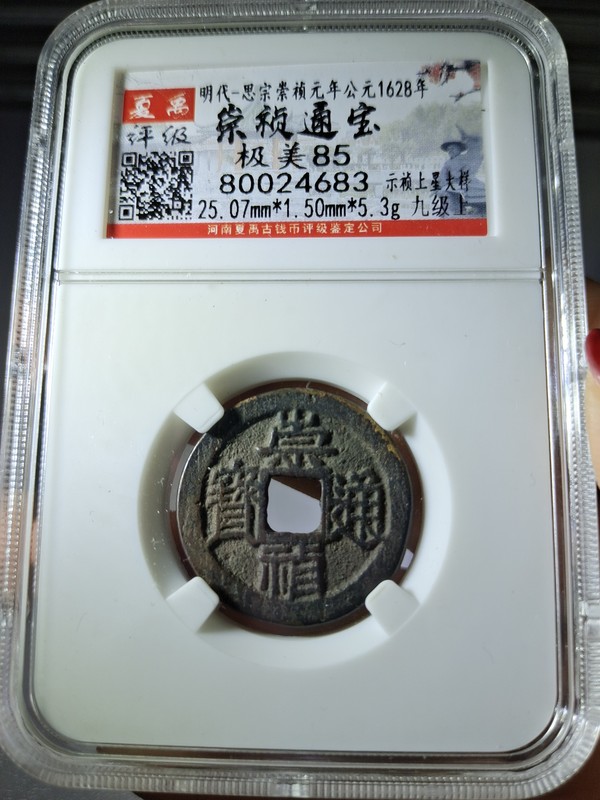 夏禹
评级
明代-思宗崇祯元年公元1628年
崇祯通宝
极美85
80024683 示祯上星大样
25.07mm*1.50mm*5.3g 九级上
河南夏禹古钱币评级鉴定公司
崇禎通寶